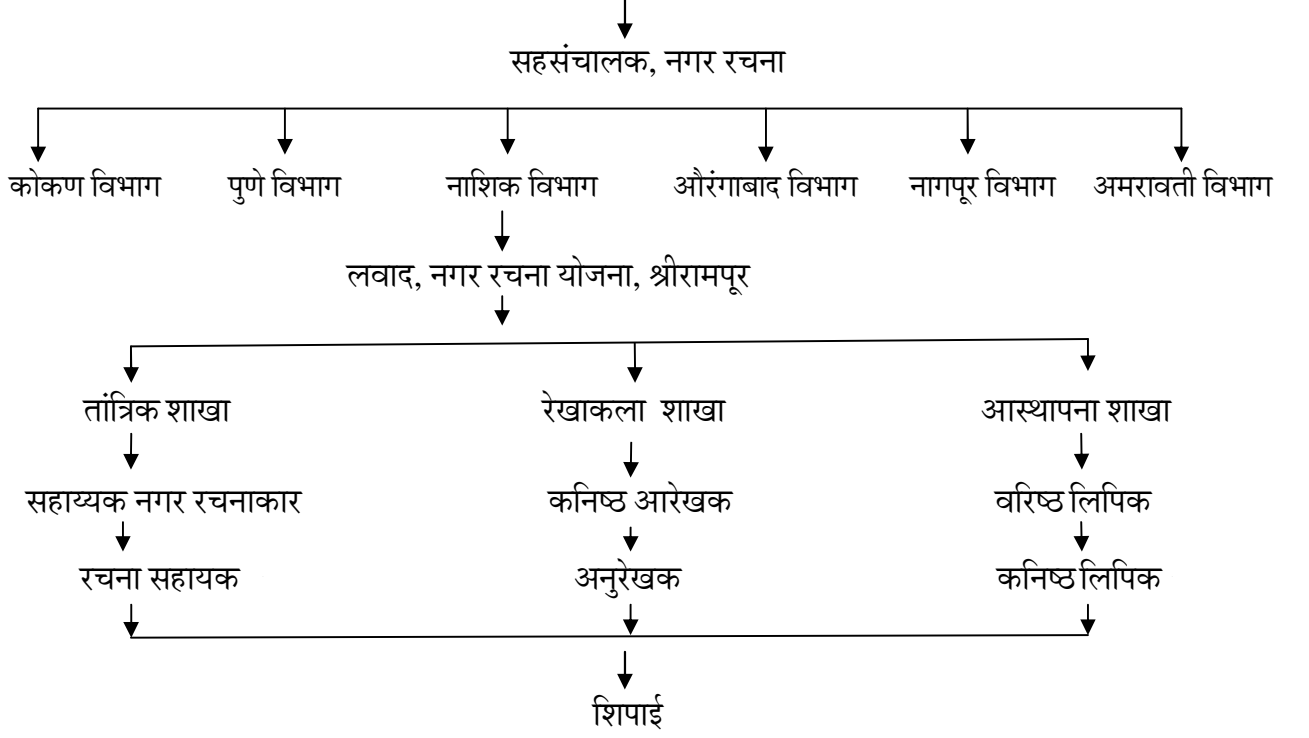 सहसंचालक, नगर रचना
कोकण विभाग पुणे विभाग नाशिक विभाग औरंगाबाद विभाग नागपूर विभाग अमरावती विभाग
लवाद, नगर रचना योजना, श्रीरामपूर
तांत्रिक शाखा रेखाकला शाखा आस्थापना शाखा
सहाय्यक नगर रचनाकार कनिष्ठ आरेखक वरिष्ठ लिपिक
रचना सहायक अनुरेखक कनिष्ठ लिपिक
शिपाई